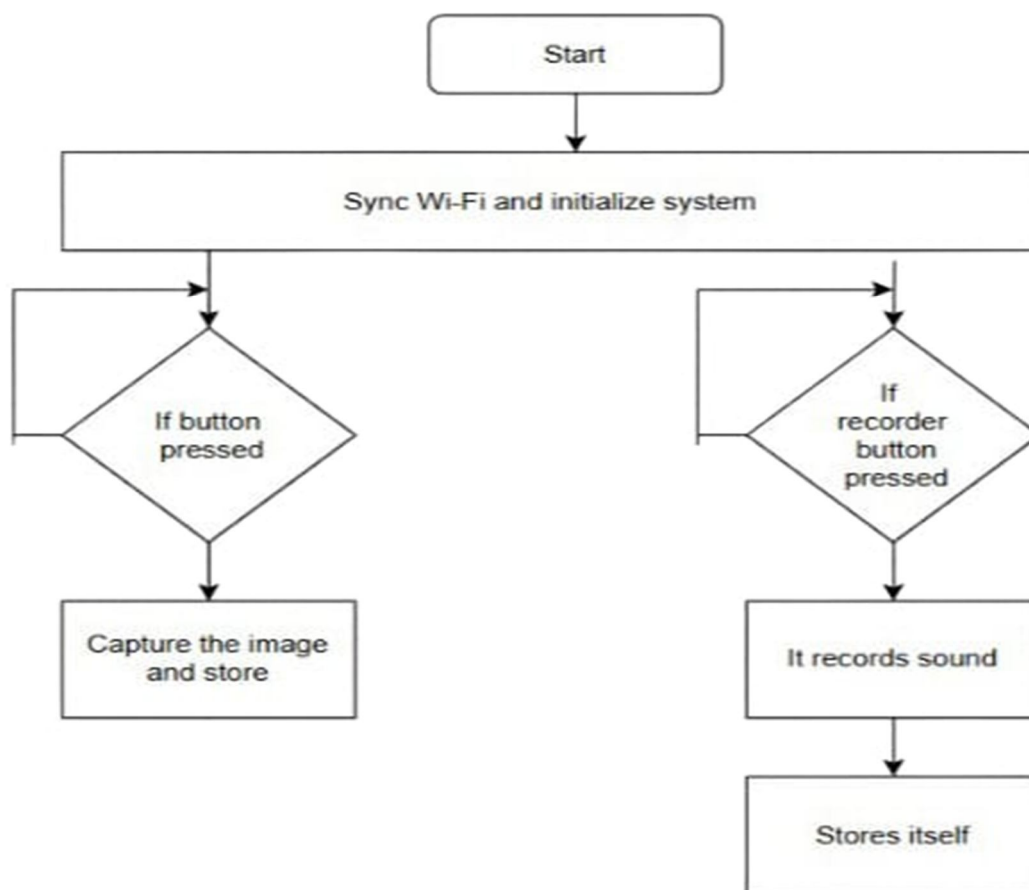 Start
Sync Wi-Fi and initialize system
If button
pressed
If
recorder
button
pressed
Capture the image
and store
It records sound
Stores itself